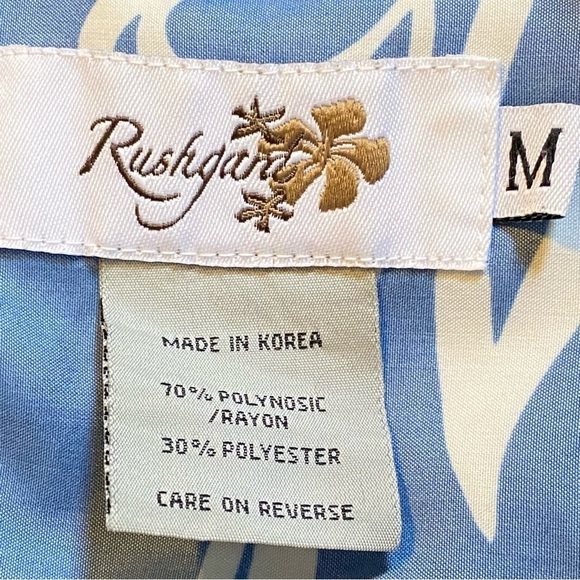 Rushgard
M
MADE IN KOREA
70% POLYNOSIC
/RAYON
30% POLYESTER
CARE ON REVERSE